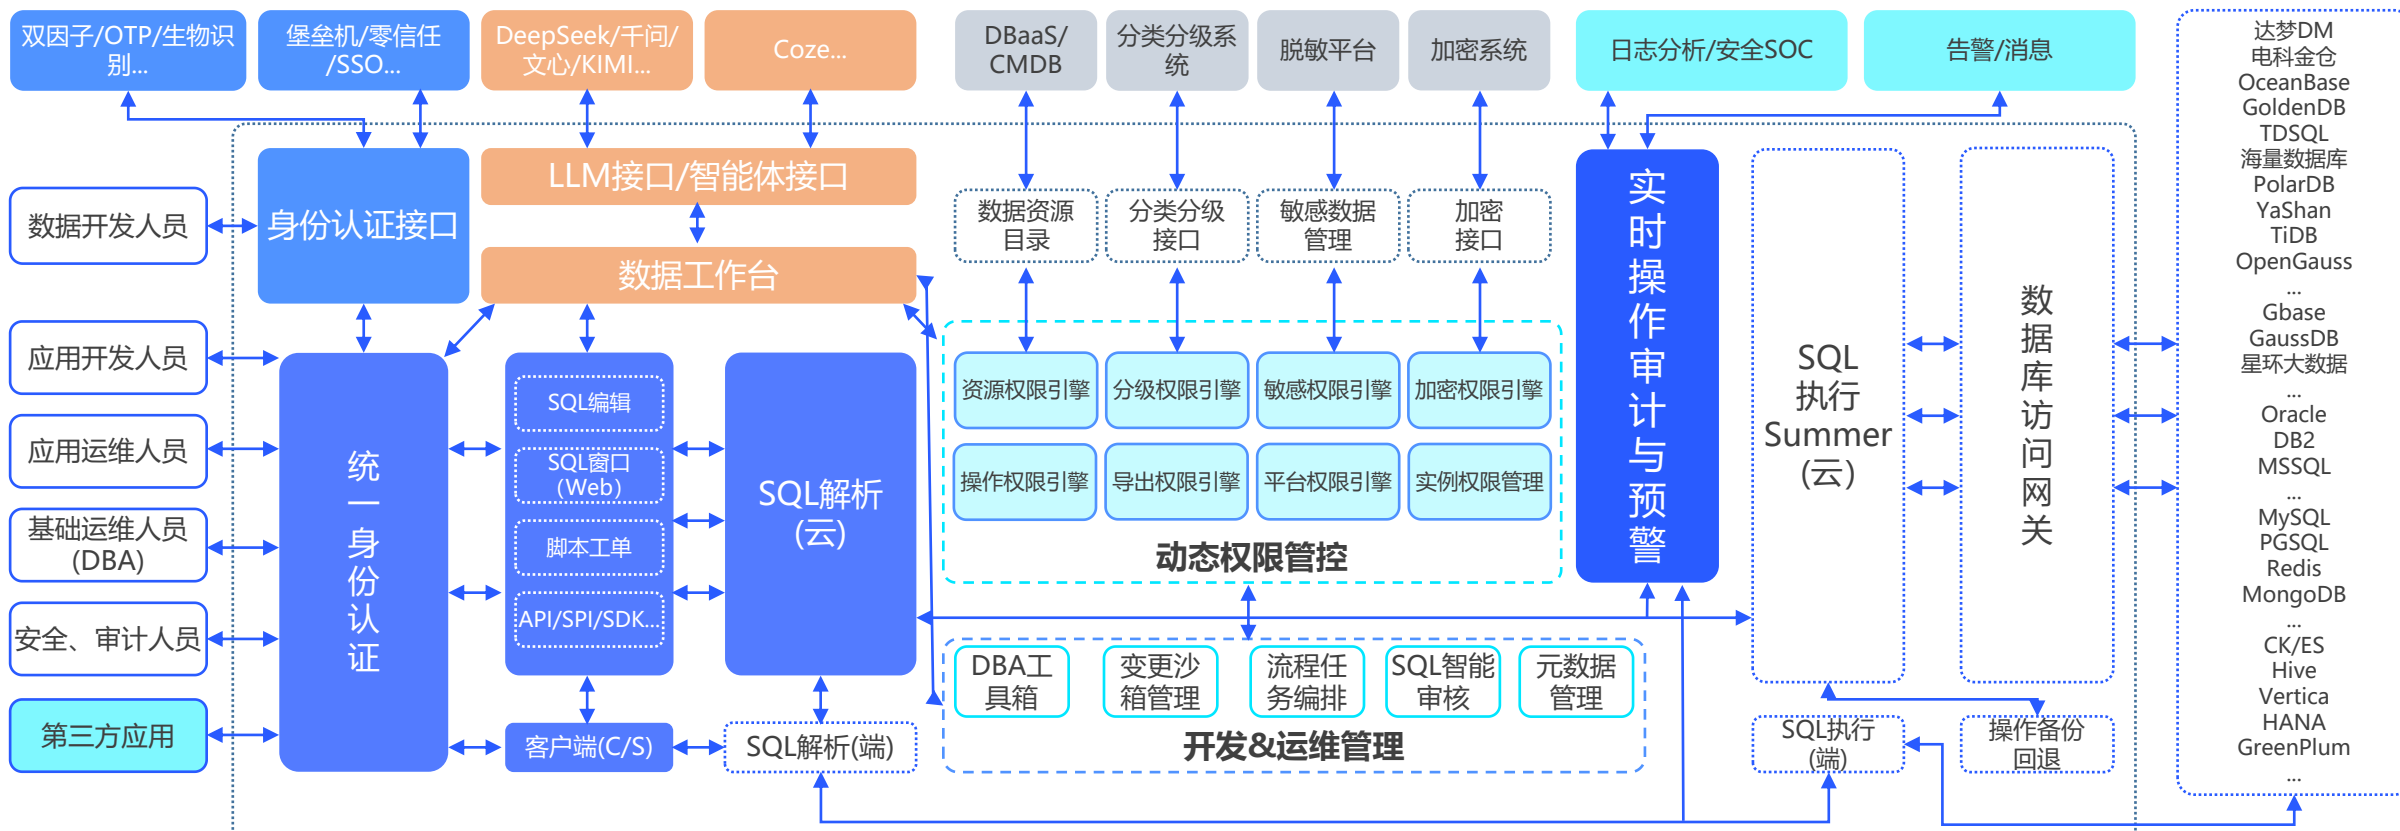 双因子/OTP/生物识
别...
堡垒机/零信任
/SSO...
DeepSeek/千问/
文心/KIMI...
Coze...
DBaaS/
CMDB
分类分级系
统
脱敏平台
加密系统
日志分析/安全SOC
告警/消息
身份认证接口
LLM接口/智能体接口
数据工作台
数据资源
目录
分类分级
接口
敏感数据
管理
加密
接口
数据开发人员
应用开发人员
应用运维人员
基础运维人员
(DBA)
安全、审计人员
第三方应用
统一身份认证
SQL编辑
SQL窗口
(Web)
脚本工单
API/SPI/SDK...
客户端(C/S)
SQL解析
(云)
SQL解析(端)
资源权限引擎
分级权限引擎
敏感权限引擎
加密权限引擎
操作权限引擎
导出权限引擎
平台权限引擎
实例权限管理
动态权限管控
DBA工
具箱
变更沙
箱管理
流程任
务编排
SQL智能
审核
元数据
管理
开发&运维管理
实时操作审计与预警
SQL
执行
Summer
(云)
数据库访问网关
SQL执行
(端)
操作备份
回退
达梦DM
电科金仓
OceanBase
GoldenDB
TDSQL
海量数据库
PolarDB
YaShan
TiDB
OpenGauss
...
Gbase
GaussDB
星环大数据
...
Oracle
DB2
MSSQL
...
MySQL
PGSQL
Redis
MongoDB
...
CK/ES
Hive
Vertica
HANA
GreenPlum
...